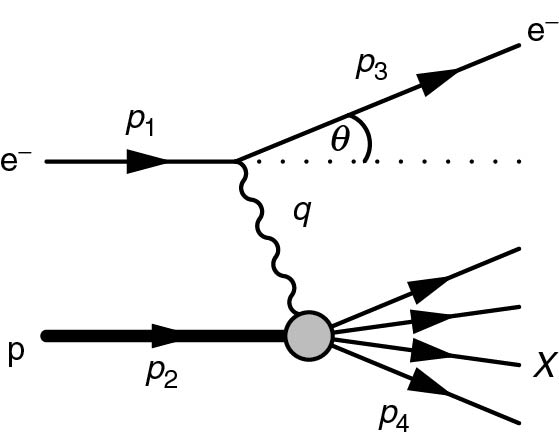 e⁻
p₃
p₁
θ
e⁻
q
p
p₂
X
p₄